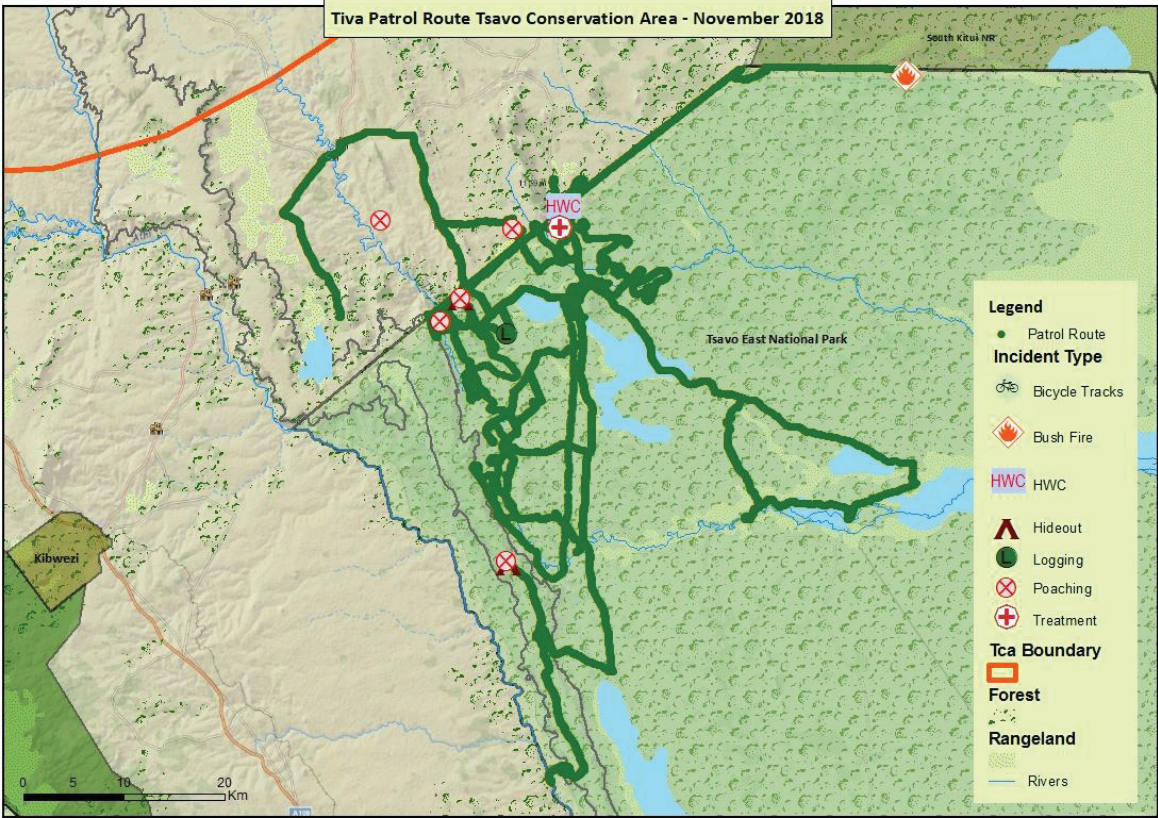 Tiva Patrol Route Tsavo Conservation Area - November 2018
South Kitui NR
HWC
L
Tsavo East National Park
Kibwezi
Legend
Patrol Route
Incident Type
Bicycle Tracks
Bush Fire
HWC HWC
Hideout
L Logging
Poaching
Treatment
Tca Boundary
Forest
Rangeland
Rivers
0 5 10 20
Km
A109